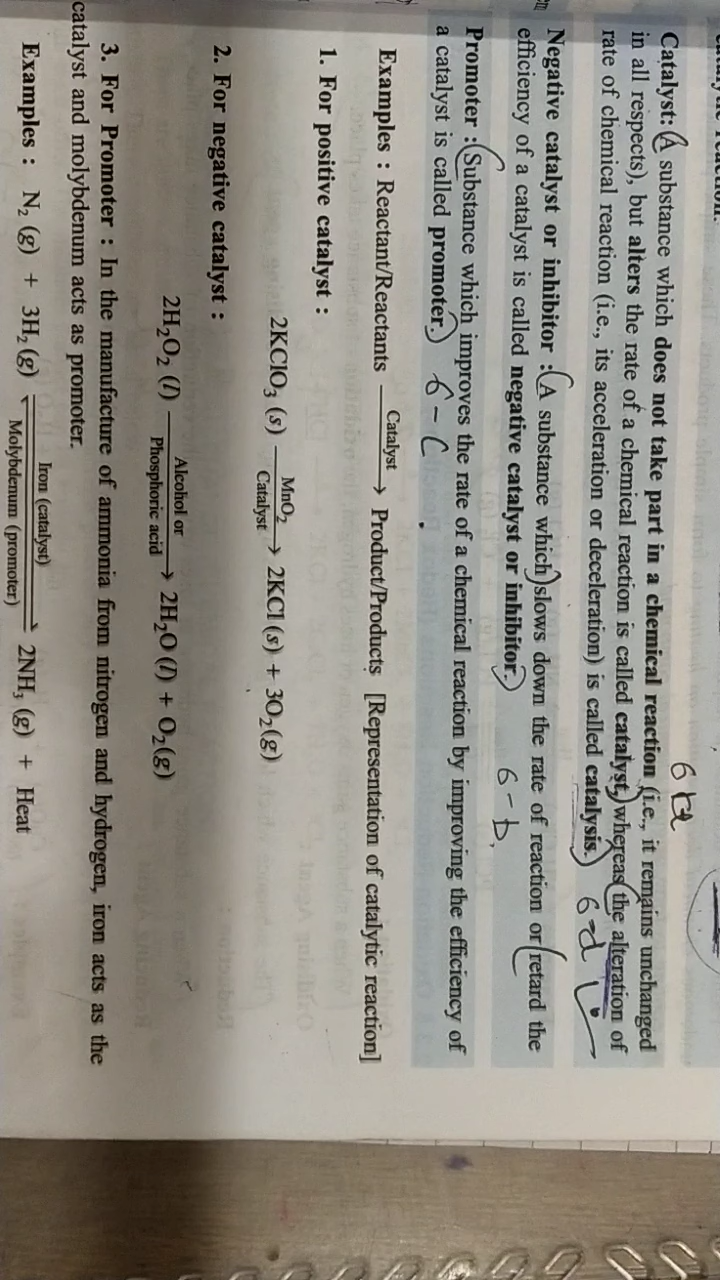 6 a
Catalyst: (A substance which does not take part in a chemical reaction (i.e., it remains unchanged
in all respects), but alters the rate of a chemical reaction is called catalyst,) whereas (the alteration of
rate of chemical reaction (i.e., its acceleration or deceleration) is called catalysis.) 6-d
Negative catalyst or inhibitor : (A substance which) slows down the rate of reaction or (retard the
efficiency of a catalyst is called negative catalyst or inhibitor.) 6-b,
Promoter : (Substance which improves the rate of a chemical reaction by improving the efficiency of
a catalyst is called promoter.) 6-C
Examples : Reactant/Reactants —Catalyst→ Product/Products [Representation of catalytic reaction]
1. For positive catalyst :
MnO₂
2KClO₃ (s) ⟶ 2KCl (s) + 3O₂ (g)
Catalyst
2. For negative catalyst :
Alcohol or
2H₂O₂ (l) ⟶ 2H₂O (l) + O₂ (g)
Phosphoric acid
3. For Promoter : In the manufacture of ammonia from nitrogen and hydrogen, iron acts as the
catalyst and molybdenum acts as promoter.
Iron (catalyst)
Examples : N₂ (g) + 3H₂ (g) ⇌ 2NH₃ (g) + Heat
Molybdenum (promoter)